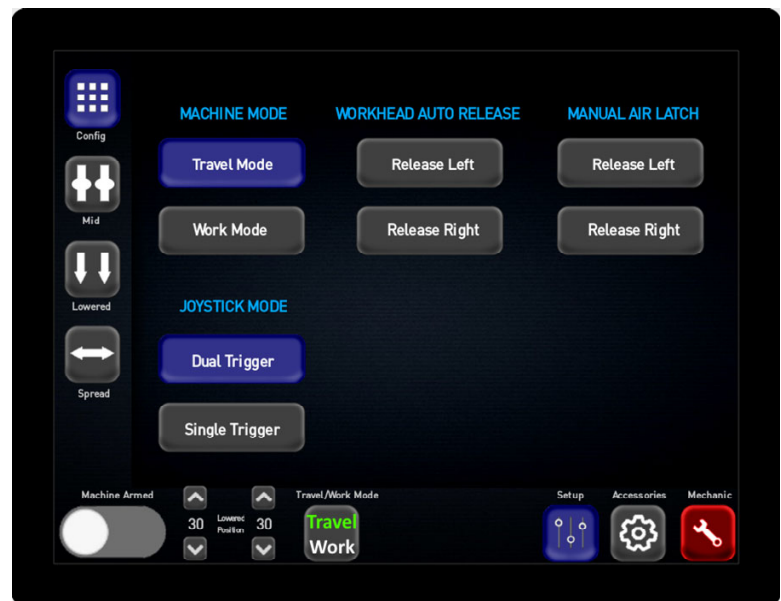 Config
Mid
Lowered
Spread
MACHINE MODE
Travel Mode
Work Mode
JOYSTICK MODE
Dual Trigger
Single Trigger
WORKHEAD AUTO RELEASE
Release Left
Release Right
MANUAL AIR LATCH
Release Left
Release Right
Machine Armed
30
Lowered
Position
30
Travel/Work Mode
Travel
Work
Setup
Accessories
Mechanic